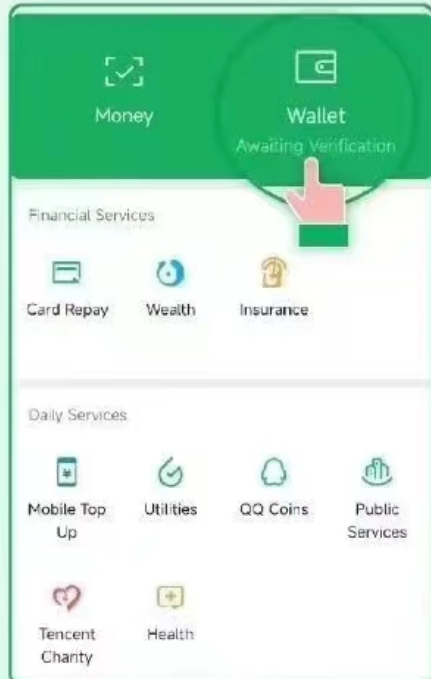 Money
Wallet
Awaiting Verification
Financial Services
Card Repay
Wealth
Insurance
Daily Services
Mobile Top
Up
Utilities
QQ Coins
Public
Services
Tencent
Charity
Health